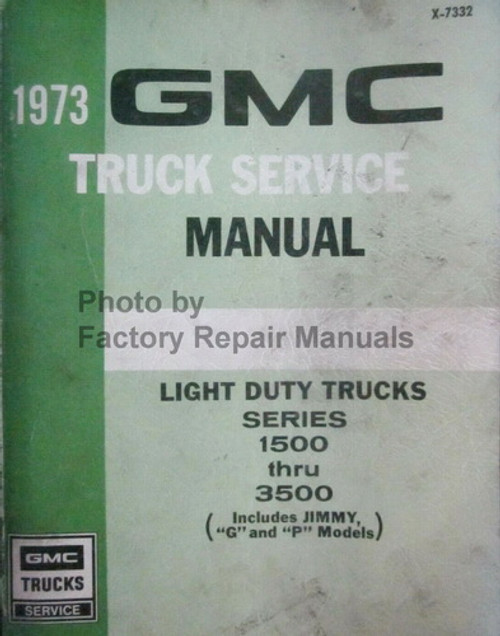 X-7332
1973 GMC
TRUCK SERVICE
MANUAL
Photo by
Factory Repair Manuals
LIGHT DUTY TRUCKS
SERIES
1500
thru
3500
(Includes JIMMY,
"G" and "P" Models)
GMC
TRUCKS
SERVICE